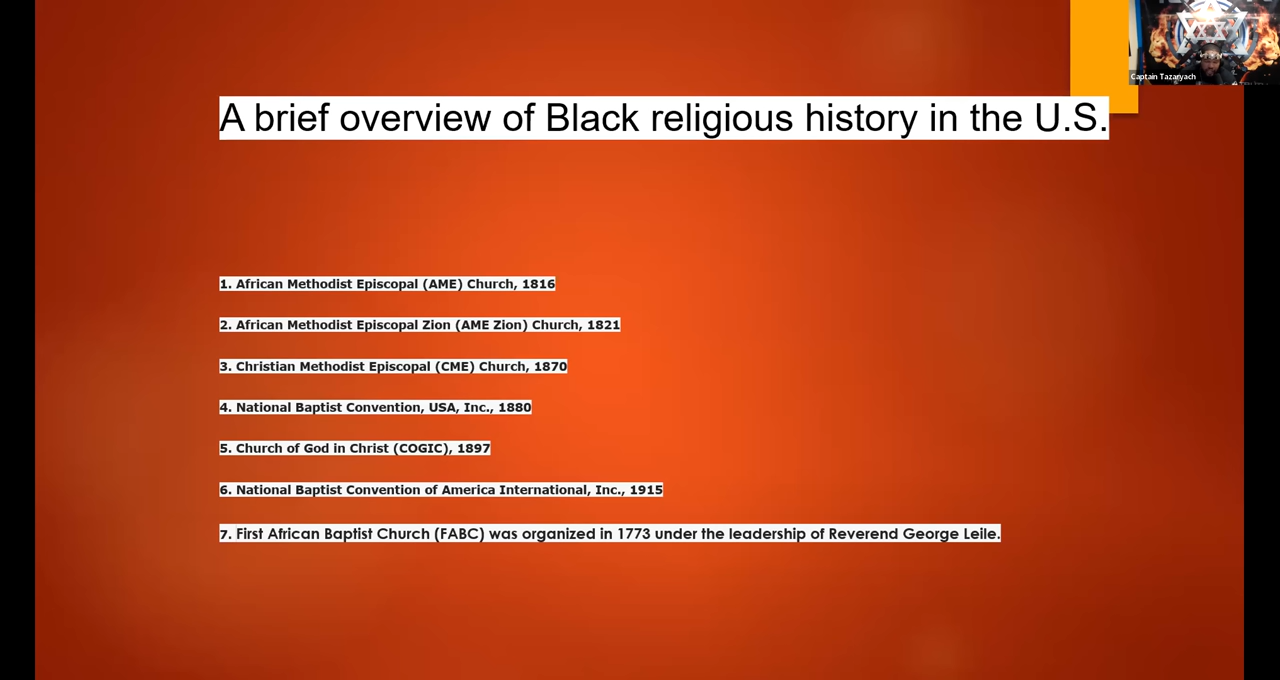 Captain Tazaryach
A brief overview of Black religious history in the U.S.
1. African Methodist Episcopal (AME) Church, 1816
2. African Methodist Episcopal Zion (AME Zion) Church, 1821
3. Christian Methodist Episcopal (CME) Church, 1870
4. National Baptist Convention, USA, Inc., 1880
5. Church of God in Christ (COGIC), 1897
6. National Baptist Convention of America International, Inc., 1915
7. First African Baptist Church (FABC) was organized in 1773 under the leadership of Reverend George Leile.